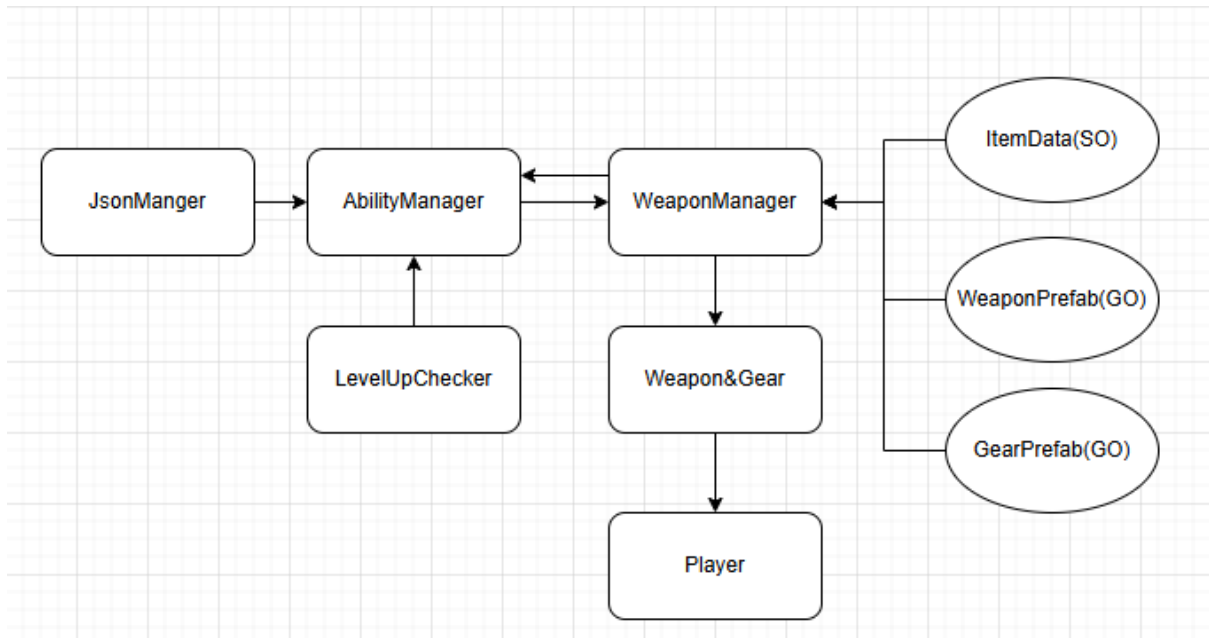 ItemData(SO)
JsonManger
AbilityManager
WeaponManager
WeaponPrefab(GO)
LevelUpChecker
Weapon&Gear
GearPrefab(GO)
Player